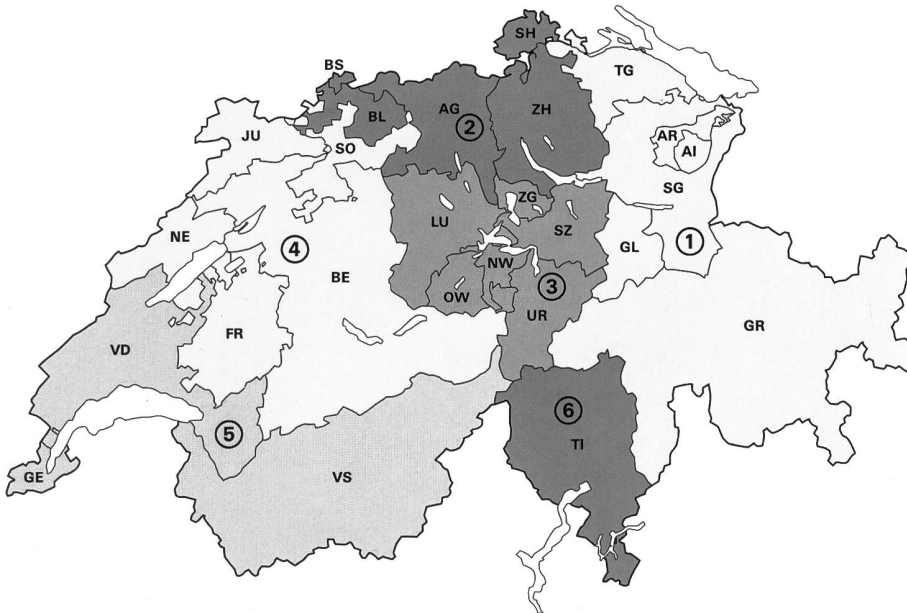 SH
BS
TG
BL
AG
ZH
②
JU
SO
AR
AI
SG
ZG
LU
SZ
NE
④
①
GL
NW
BE
③
OW
UR
GR
FR
VD
⑥
⑤
TI
GE
VS